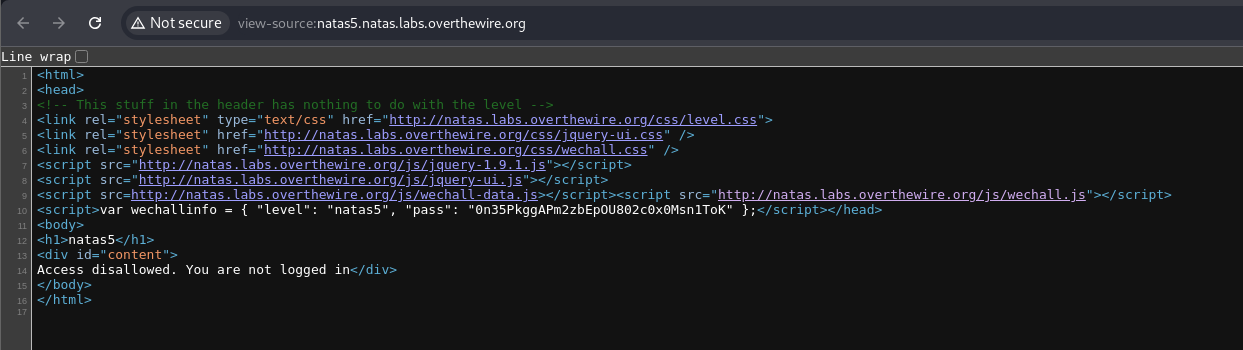 Not secure view-source:natas5.natas.labs.overthewire.org
Line wrap
1 <html>
2 <head>
3 <!-- This stuff in the header has nothing to do with the level -->
4 <link rel="stylesheet" type="text/css" href="http://natas.labs.overthewire.org/css/level.css">
5 <link rel="stylesheet" href="http://natas.labs.overthewire.org/css/jquery-ui.css" />
6 <link rel="stylesheet" href="http://natas.labs.overthewire.org/css/wechall.css" />
7 <script src="http://natas.labs.overthewire.org/js/jquery-1.9.1.js"></script>
8 <script src="http://natas.labs.overthewire.org/js/jquery-ui.js"></script>
9 <script src=http://natas.labs.overthewire.org/js/wechall-data.js></script><script src="http://natas.labs.overthewire.org/js/wechall.js"></script>
10 <script>var wechallinfo = { "level": "natas5", "pass": "0n35PkggAPm2zbEpOU802c0x0Msn1ToK" };</script></head>
11 <body>
12 <h1>natas5</h1>
13 <div id="content">
14 Access disallowed. You are not logged in</div>
15 </body>
16 </html>
17